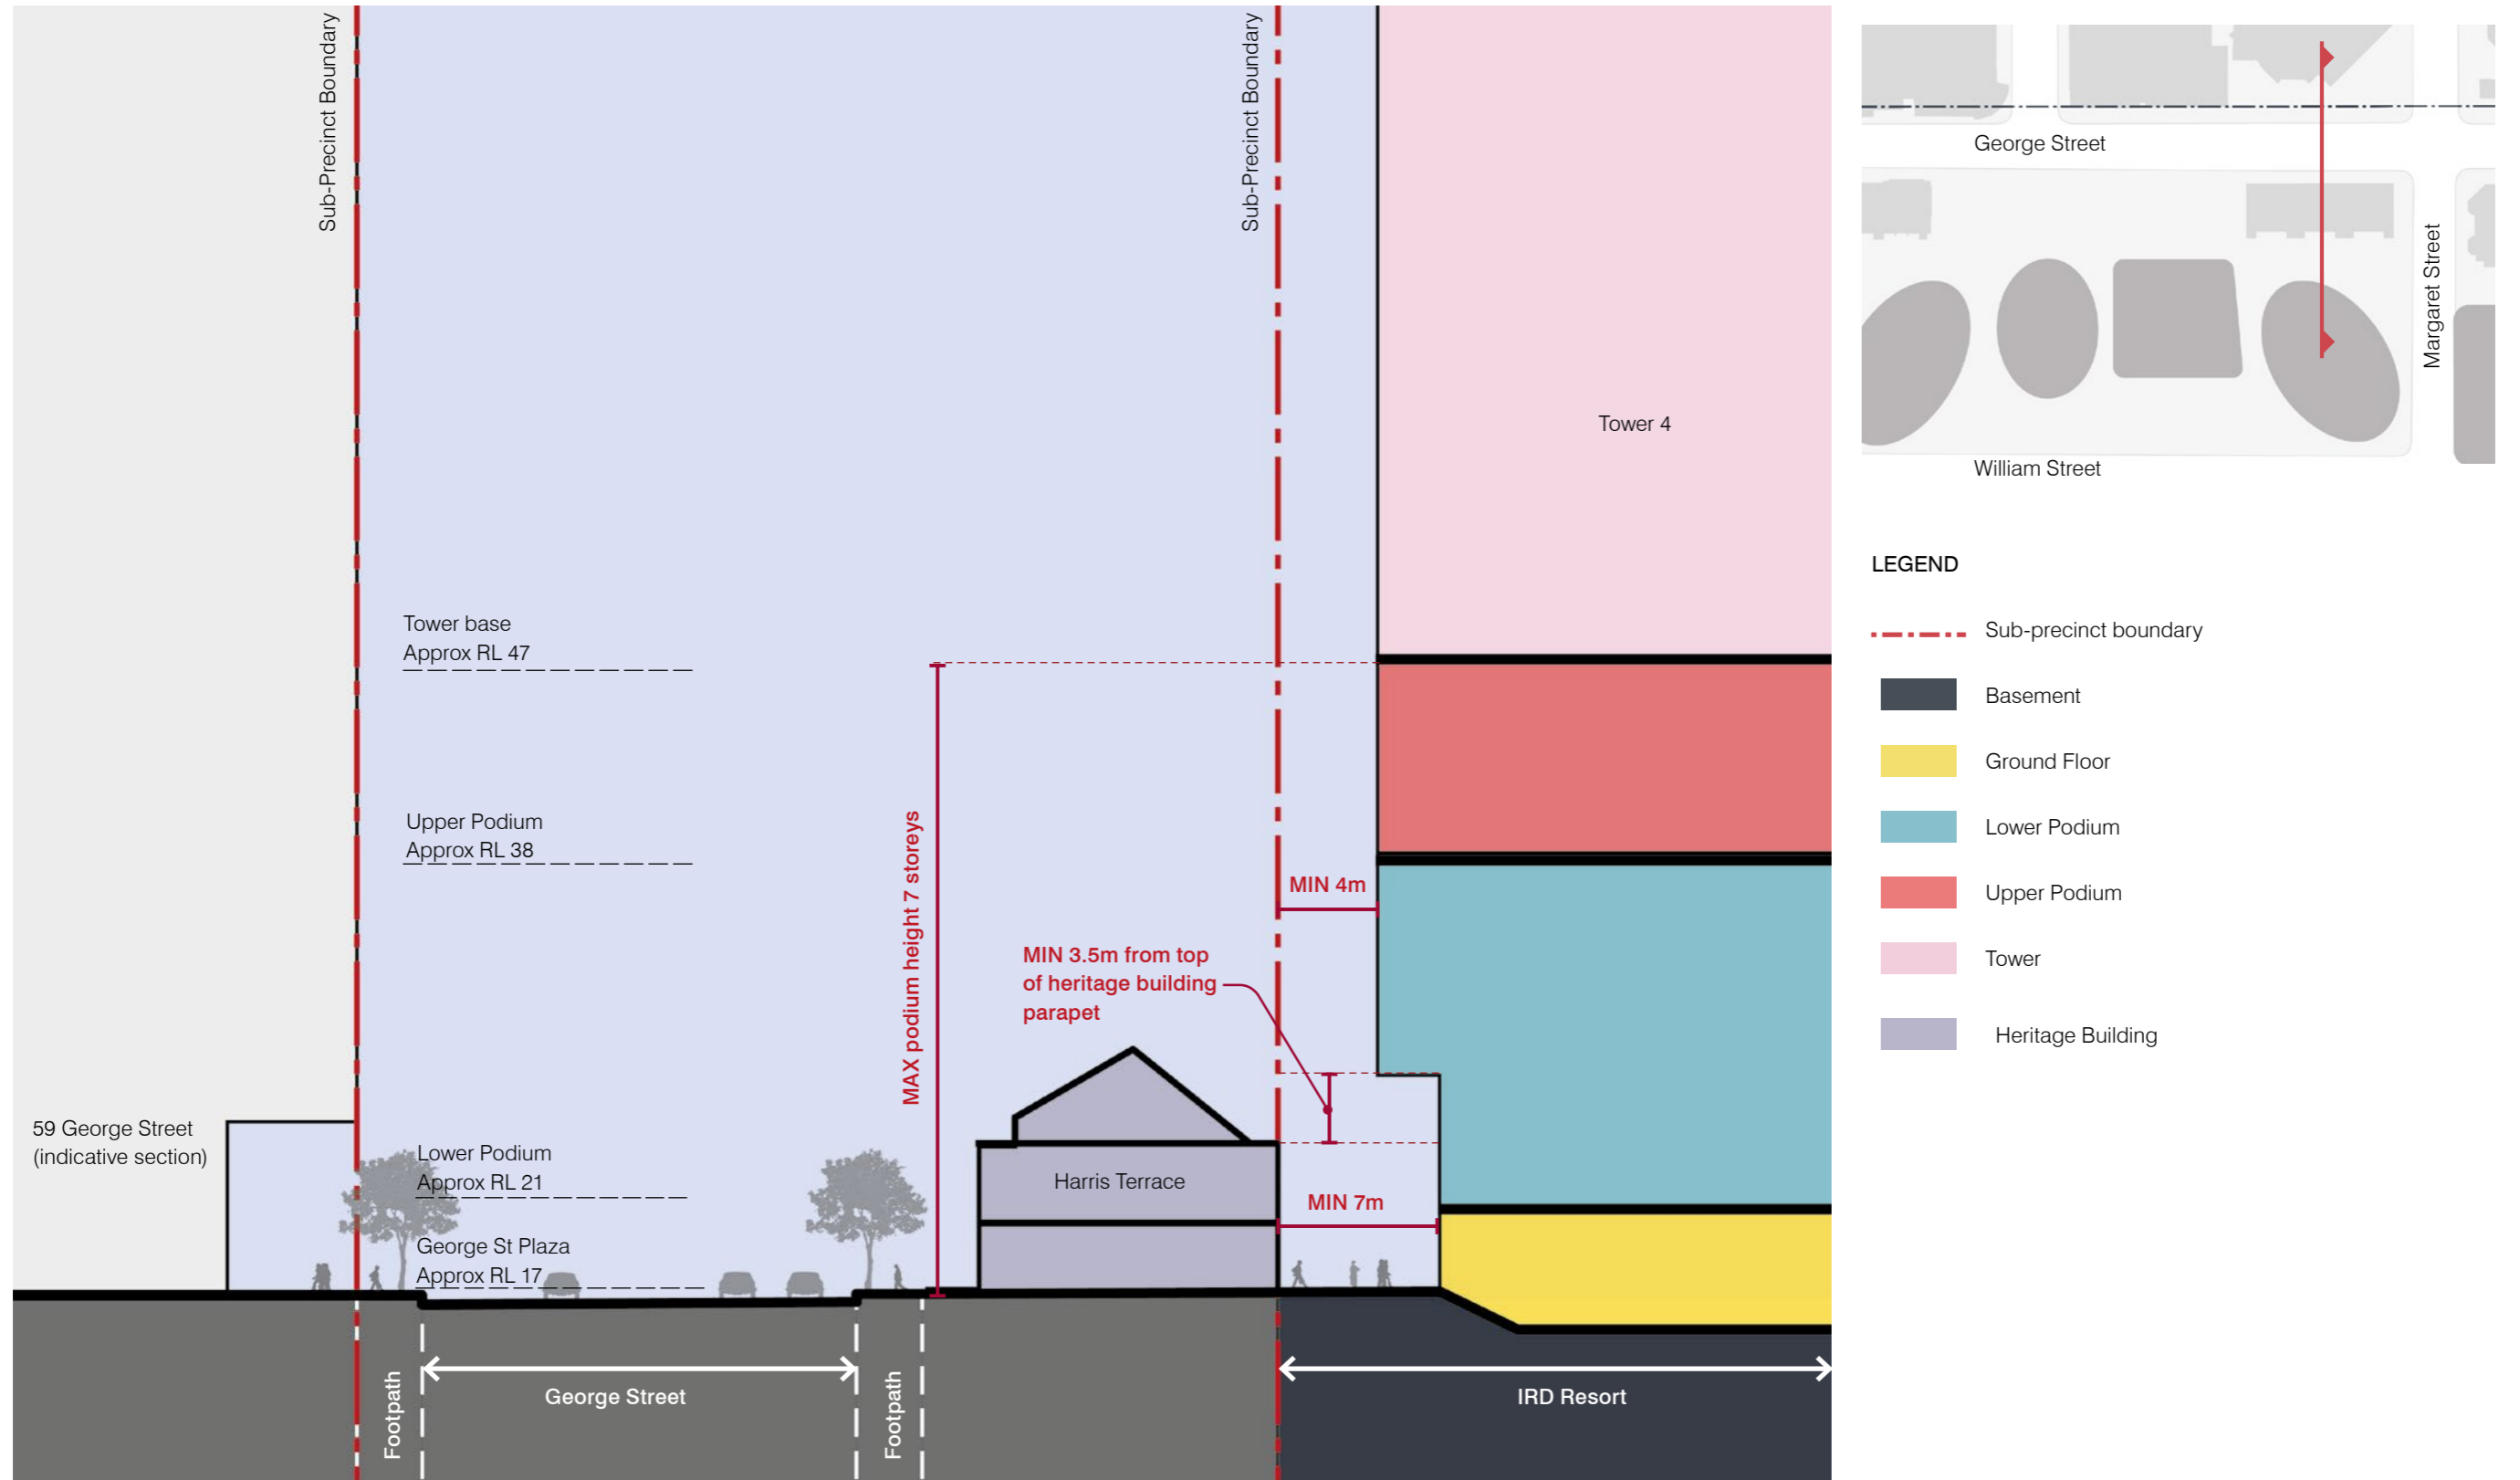 Sub-Precinct Boundary
Sub-Precinct Boundary
Tower 4
Tower base
Approx RL 47
Upper Podium
Approx RL 38
MAX podium height 7 storeys
MIN 4m
MIN 3.5m from top
of heritage building
parapet
59 George Street
(indicative section)
Lower Podium
Approx RL 21
Harris Terrace
MIN 7m
George St Plaza
Approx RL 17
Footpath
George Street
Footpath
IRD Resort
George Street
Margaret Street
William Street
LEGEND
Sub-precinct boundary
Basement
Ground Floor
Lower Podium
Upper Podium
Tower
Heritage Building